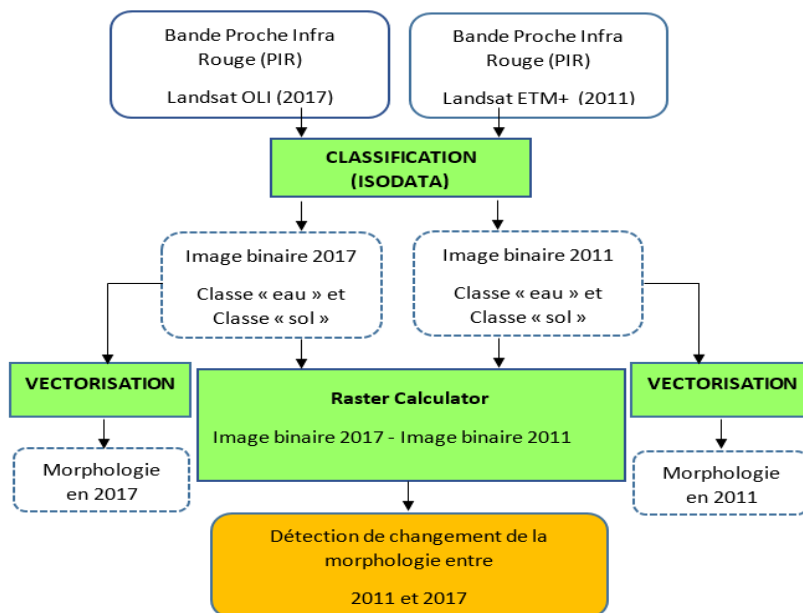 Bande Proche Infra
Rouge (PIR)
Landsat OLI (2017)
Bande Proche Infra
Rouge (PIR)
Landsat ETM+ (2011)
CLASSIFICATION
(ISODATA)
Image binaire 2017
Classe « eau » et
Classe « sol »
Image binaire 2011
Classe « eau » et
Classe « sol »
VECTORISATION
Raster Calculator
Image binaire 2017 - Image binaire 2011
VECTORISATION
Morphologie
en 2017
Morphologie
en 2011
Détection de changement de la
morphologie entre
2011 et 2017